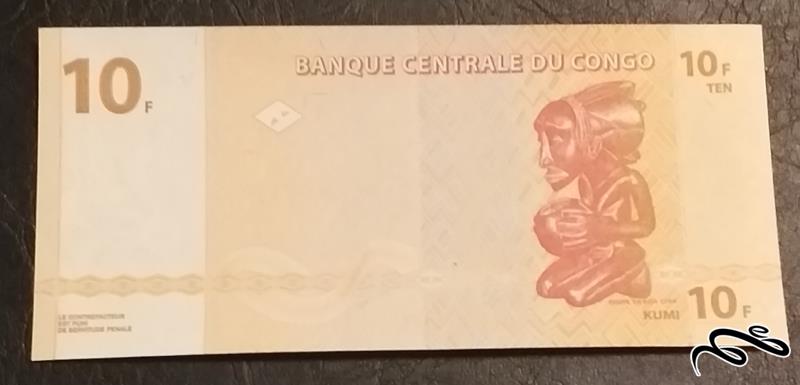 10 F
BANQUE CENTRALE DU CONGO
10 F
TEN
LE CONTREFACTEUR
EST PUNI
DE SERVITUDE PENALE
KUMI 10 F